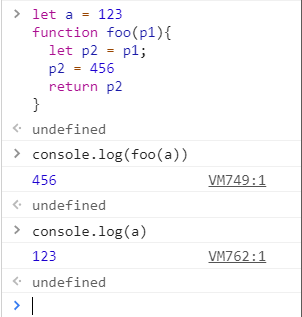 let a = 123
function foo(p1){
  let p2 = p1;
  p2 = 456
  return p2
}
undefined
console.log(foo(a))
456 VM749:1
undefined
console.log(a)
123 VM762:1
undefined